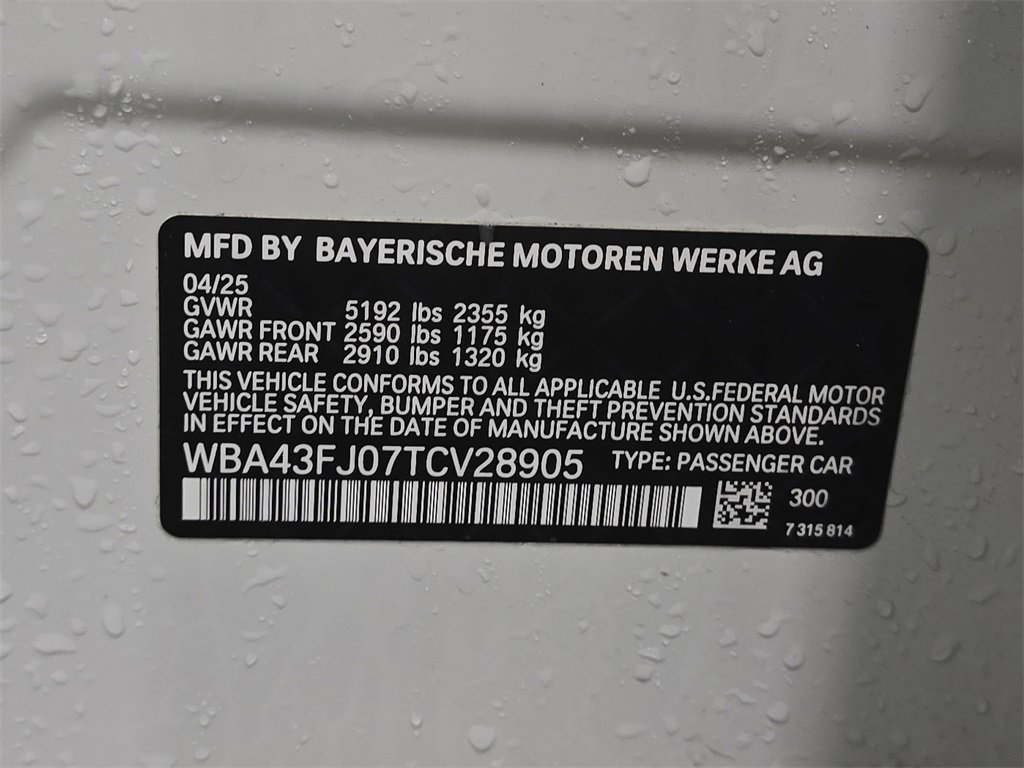 MFD BY BAYERISCHE MOTOREN WERKE AG
04/25
GVWR 5192 lbs 2355 kg
GAWR FRONT 2590 lbs 1175 kg
GAWR REAR 2910 lbs 1320 kg
THIS VEHICLE CONFORMS TO ALL APPLICABLE U.S.FEDERAL MOTOR
VEHICLE SAFETY, BUMPER AND THEFT PREVENTION STANDARDS
IN EFFECT ON THE DATE OF MANUFACTURE SHOWN ABOVE.
WBA43FJ07TCV28905 TYPE: PASSENGER CAR
300
7 315 814